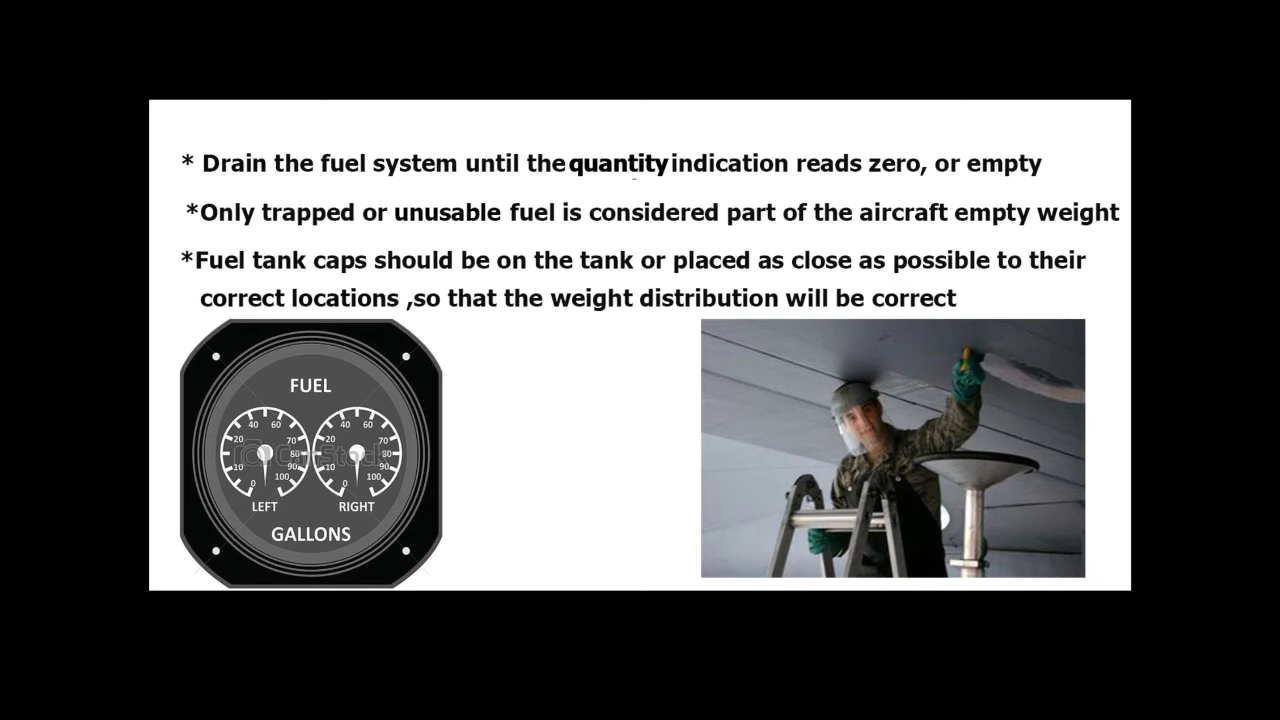 * Drain the fuel system until the quantity indication reads zero, or empty
*Only trapped or unusable fuel is considered part of the aircraft empty weight
*Fuel tank caps should be on the tank or placed as close as possible to their
correct locations ,so that the weight distribution will be correct
FUEL
40 60 40 60
20 70 20 70
80 80
10 90 10 90
0 100 0 100
LEFT RIGHT
GALLONS